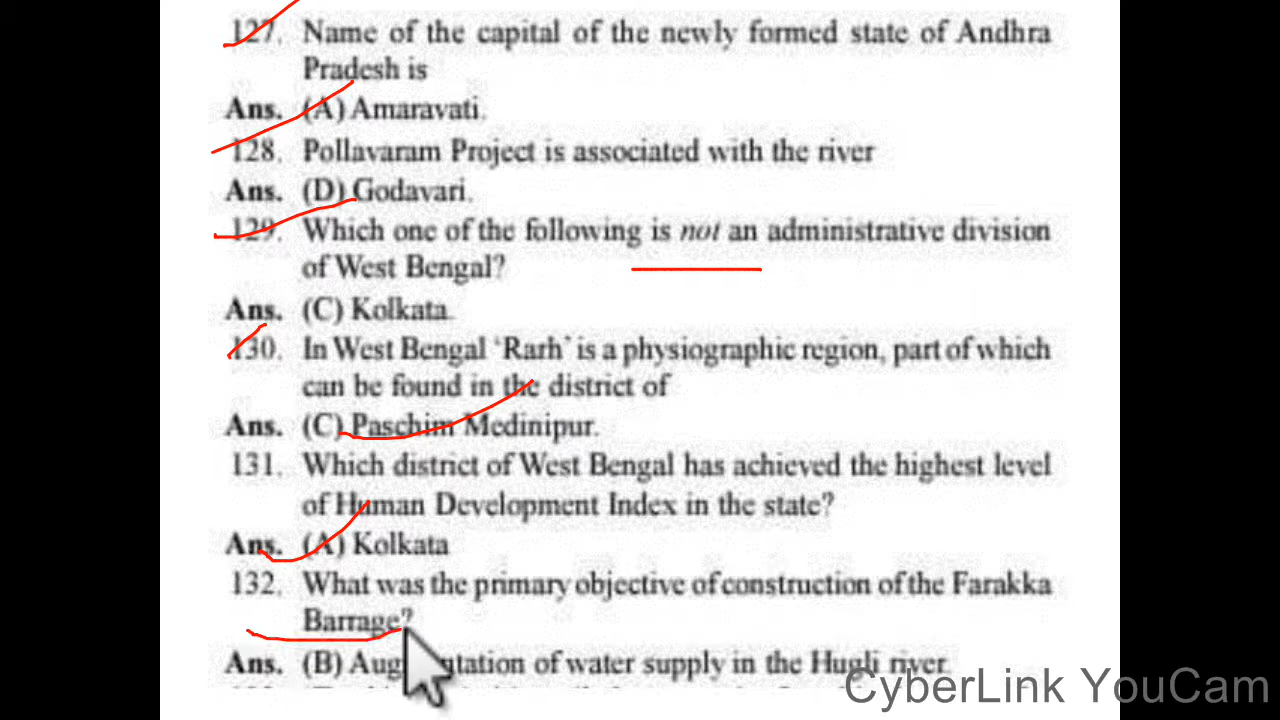 127. Name of the capital of the newly formed state of Andhra
Pradesh is
Ans. (A) Amaravati.
128. Pollavaram Project is associated with the river
Ans. (D) Godavari.
129. Which one of the following is not an administrative division
of West Bengal?
Ans. (C) Kolkata.
130. In West Bengal ‘Rarh’ is a physiographic region, part of which
can be found in the district of
Ans. (C) Paschim Medinipur.
131. Which district of West Bengal has achieved the highest level
of Human Development Index in the state?
Ans. (A) Kolkata
132. What was the primary objective of construction of the Farakka
Barrage?
Ans. (B) of water supply in the Hugli river
CyberLink YouCam